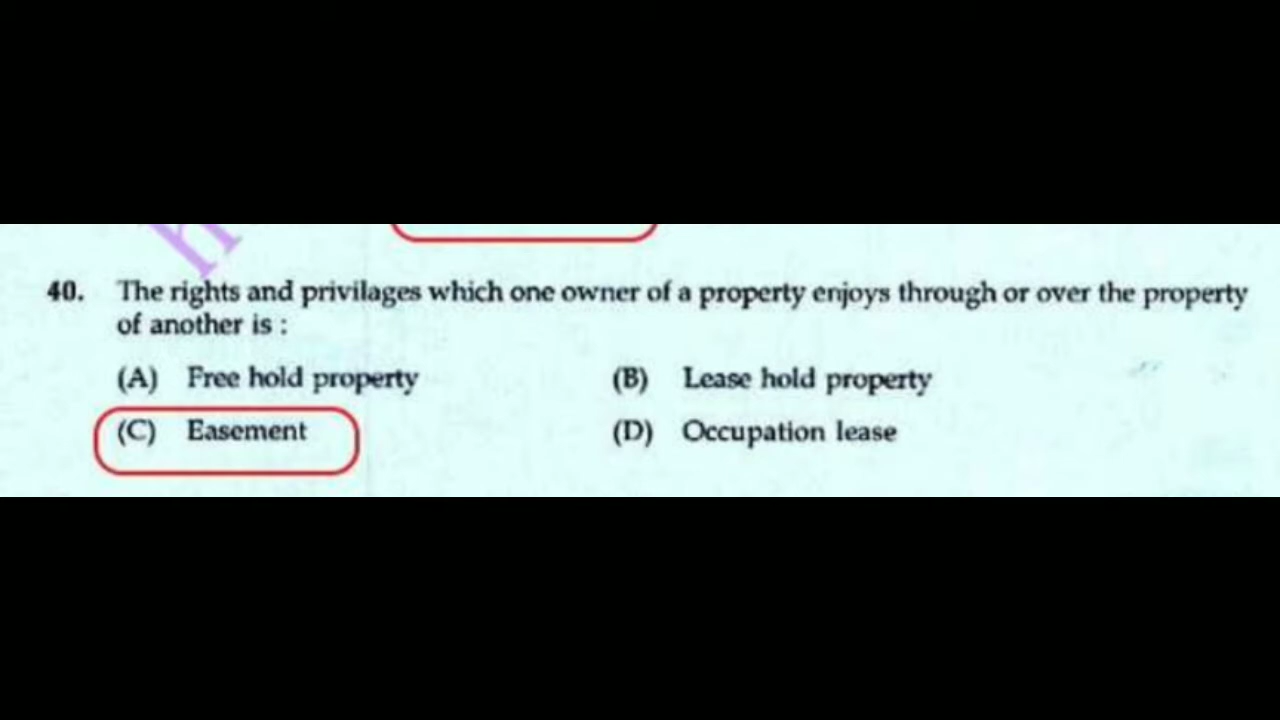 40. The rights and privilages which one owner of a property enjoys through or over the property
of another is :
(A) Free hold property (B) Lease hold property
(C) Easement (D) Occupation lease